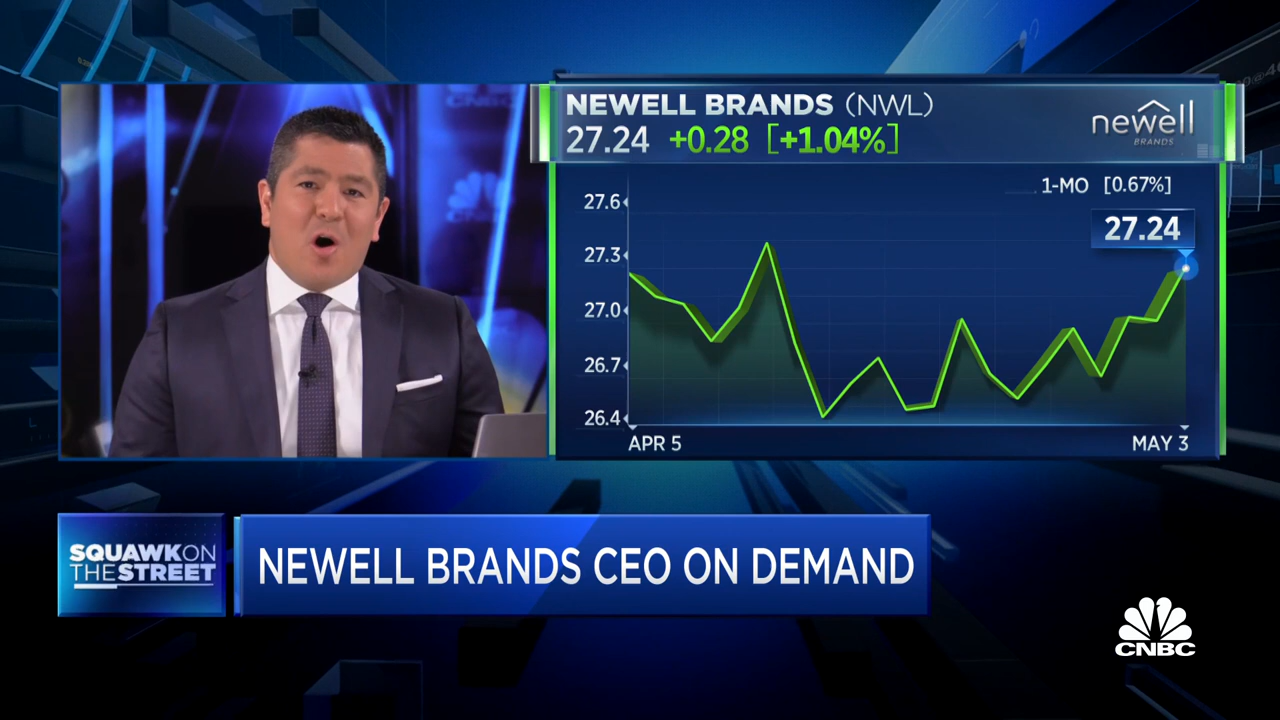 NEWELL BRANDS (NWL)
27.24 +0.28 [+1.04%]
newell
BRANDS
1-MO [0.67%]
27.24
27.6
27.3
27.0
26.7
26.4
APR 5
MAY 3
SQUAWK ON
THE STREET
NEWELL BRANDS CEO ON DEMAND
CNBC